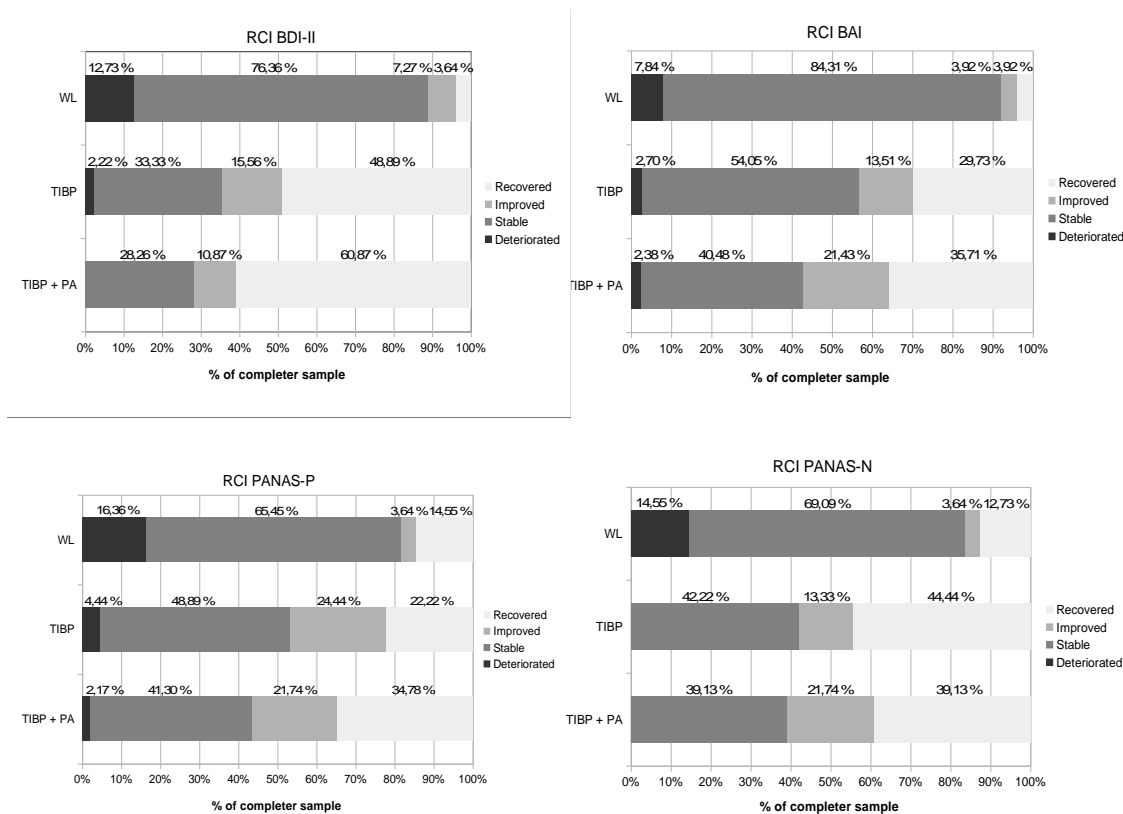 RCI BDI-II
12,73 % 76,36 % 7,27 % 3,64 %
WL
2,22 % 33,33 % 15,56 % 48,89 %
TIBP
28,26 % 10,87 % 60,87 %
TIBP + PA
Recovered
Improved
Stable
Deteriorated
0% 10% 20% 30% 40% 50% 60% 70% 80% 90% 100%
% of completer sample
RCI BAI
7,84 % 84,31 % 3,92 % 3,92 %
WL
2,70 % 54,05 % 13,51 % 29,73 %
TIBP
2,38 % 40,48 % 21,43 % 35,71 %
TIBP + PA
Recovered
Improved
Stable
Deteriorated
0% 10% 20% 30% 40% 50% 60% 70% 80% 90% 100%
% of completer sample
RCI PANAS-P
16,36 % 65,45 % 3,64 % 14,55 %
WL
4,44 % 48,89 % 24,44 % 22,22 %
TIBP
2,17 % 41,30 % 21,74 % 34,78 %
TIBP + PA
Recovered
Improved
Stable
Deteriorated
0% 10% 20% 30% 40% 50% 60% 70% 80% 90% 100%
% of completer sample
RCI PANAS-N
14,55 % 69,09 % 3,64 % 12,73 %
WL
42,22 % 13,33 % 44,44 %
TIBP
39,13 % 21,74 % 39,13 %
TIBP + PA
Recovered
Improved
Stable
Deteriorated
0% 10% 20% 30% 40% 50% 60% 70% 80% 90% 100%
% of completer sample